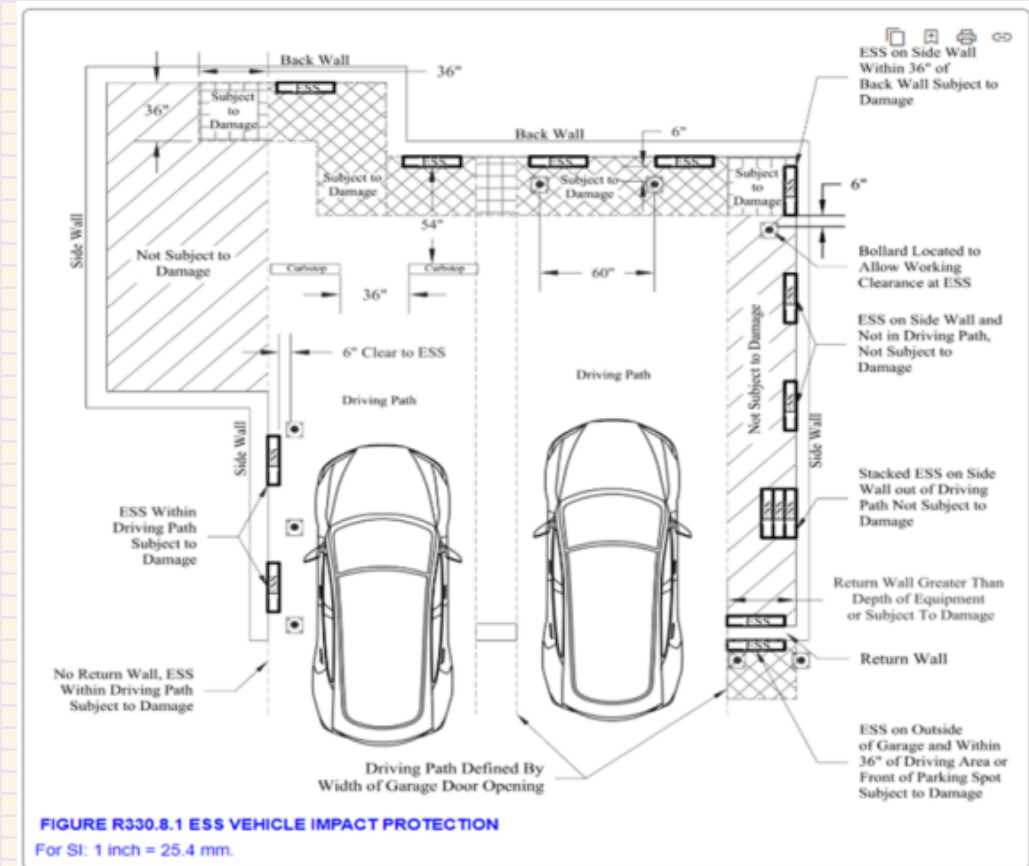 Back Wall
36"
ESS
Subject
to
Damage
36"
ESS on Side Wall
Within 36" of
Back Wall Subject to
Damage
Back Wall
6"
ESS
ESS
ESS
Subject to
Damage
Subject to
Damage
Subject
to
Damage
ESS
6"
54"
Side Wall
Not Subject to
Damage
Curbstop
Curbstop
36"
60"
Bollard Located to
Allow Working
Clearance at ESS
ESS
ESS on Side Wall and
Not in Driving Path,
Not Subject to
Damage
6" Clear to ESS
Driving Path
Driving Path
Not Subject to Damage
ESS
Side Wall
Side Wall
ESS
ESS Within
Driving Path
Subject to
Damage
ESS
ESS
ESS
ESS
Stacked ESS on Side
Wall out of Driving
Path Not Subject to
Damage
Return Wall Greater Than
Depth of Equipment
or Subject To Damage
ESS
ESS
Return Wall
No Return Wall, ESS
Within Driving Path
Subject to Damage
ESS on Outside
of Garage and Within
36" of Driving Area or
Front of Parking Spot
Subject to Damage
Driving Path Defined By
Width of Garage Door Opening
FIGURE R330.8.1 ESS VEHICLE IMPACT PROTECTION
For SI: 1 inch = 25.4 mm.